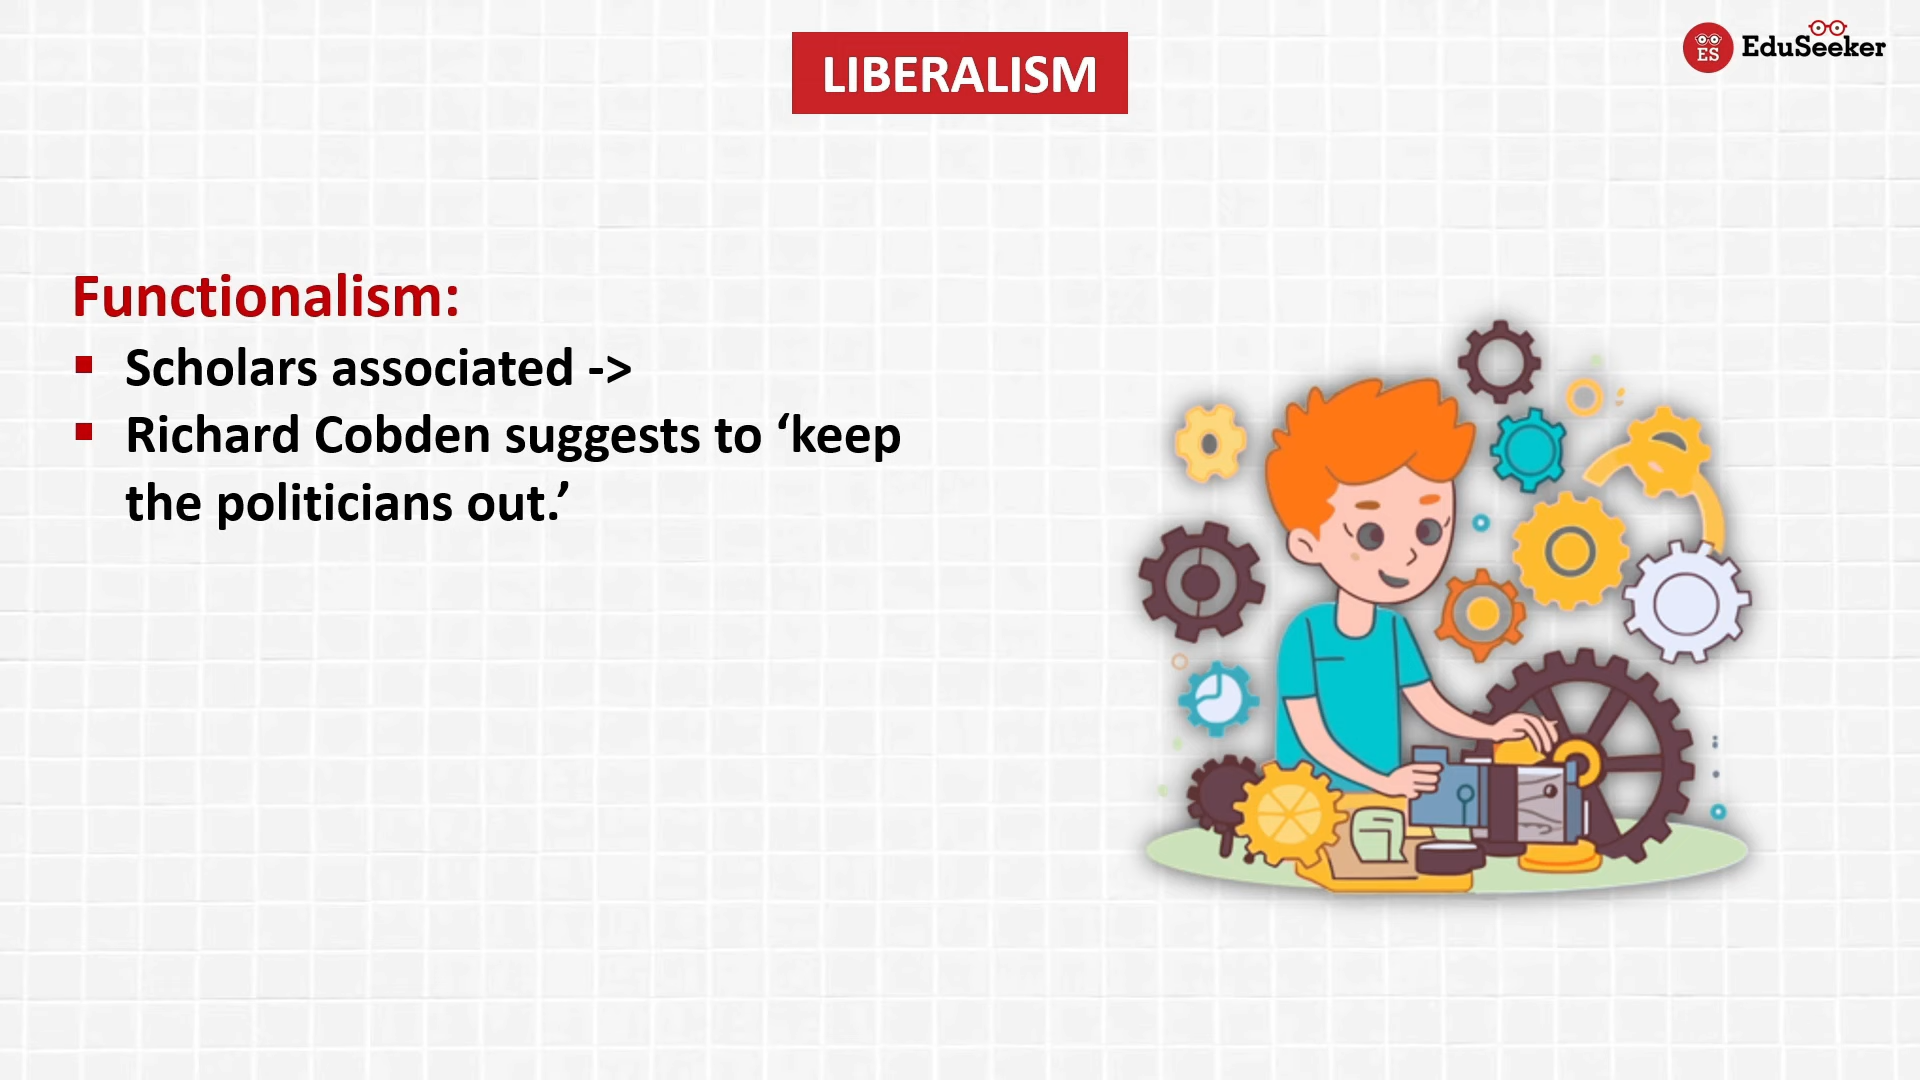 LIBERALISM
ES EduSeeker
Functionalism:
▪ Scholars associated ->
▪ Richard Cobden suggests to ‘keep
the politicians out.’